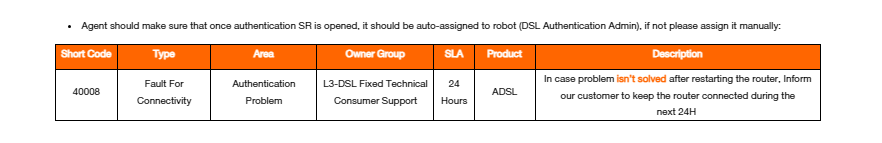 • Agent should make sure that once authentication SR is opened, it should be auto-assigned to robot (DSL Authentication Admin), if not please assign it manually:
Short Code Type Area Owner Group SLA Product Description
40008 Fault For Connectivity Authentication Problem L3-DSL Fixed Technical Consumer Support 24 Hours ADSL In case problem isn't solved after restarting the router, Inform
our customer to keep the router connected during the
next 24H